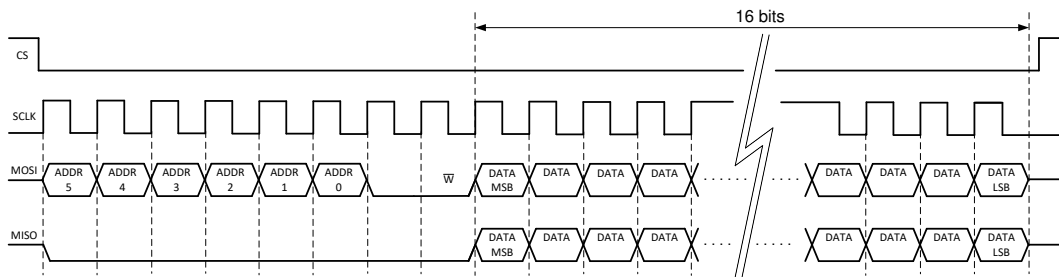 16 bits
CS
SCLK
MOSI ADDR 5 ADDR 4 ADDR 3 ADDR 2 ADDR 1 ADDR 0 W̅ DATA MSB DATA DATA DATA DATA DATA DATA DATA LSB
MISO DATA MSB DATA DATA DATA DATA DATA DATA DATA LSB